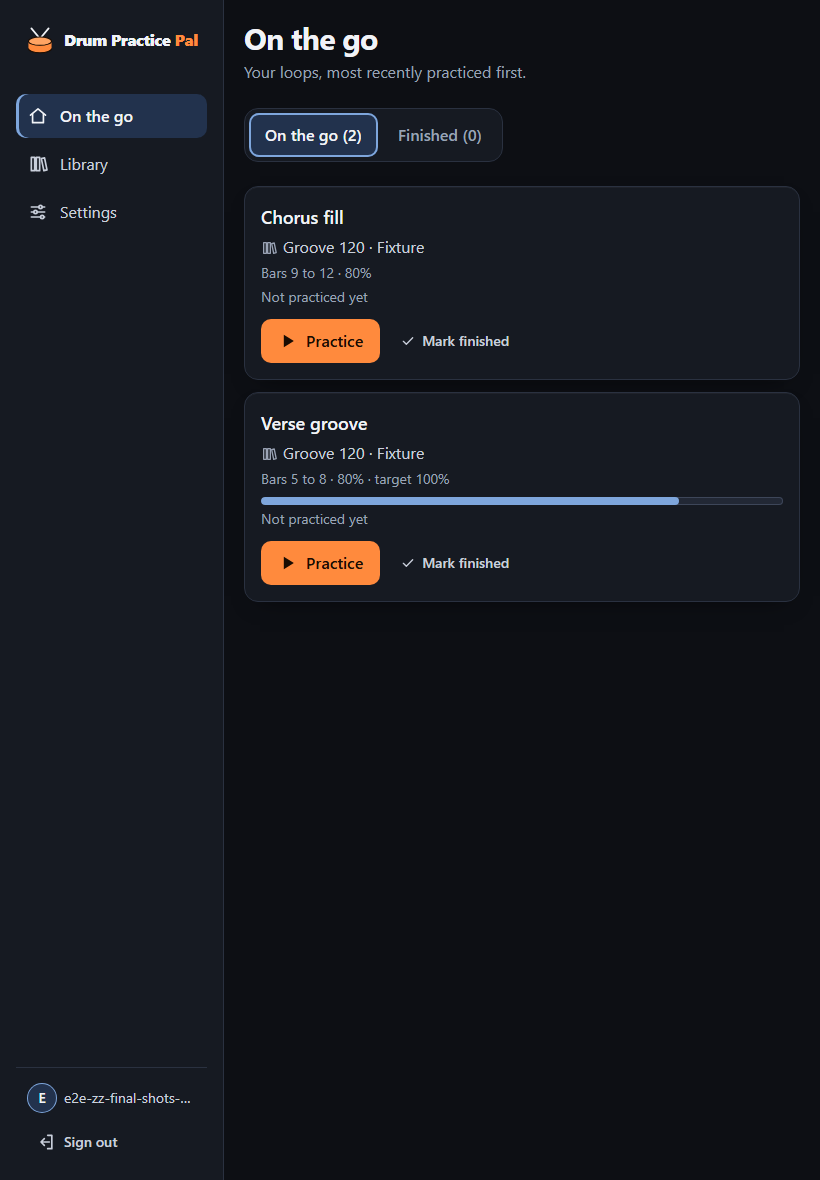 Drum Practice Pal
On the go
Library
Settings
e2e-zz-final-shots-...
Sign out
On the go
Your loops, most recently practiced first.
On the go (2)
Finished (0)
Chorus fill
Groove 120 · Fixture
Bars 9 to 12 · 80%
Not practiced yet
Practice
Mark finished
Verse groove
Groove 120 · Fixture
Bars 5 to 8 · 80% · target 100%
Not practiced yet
Practice
Mark finished
E